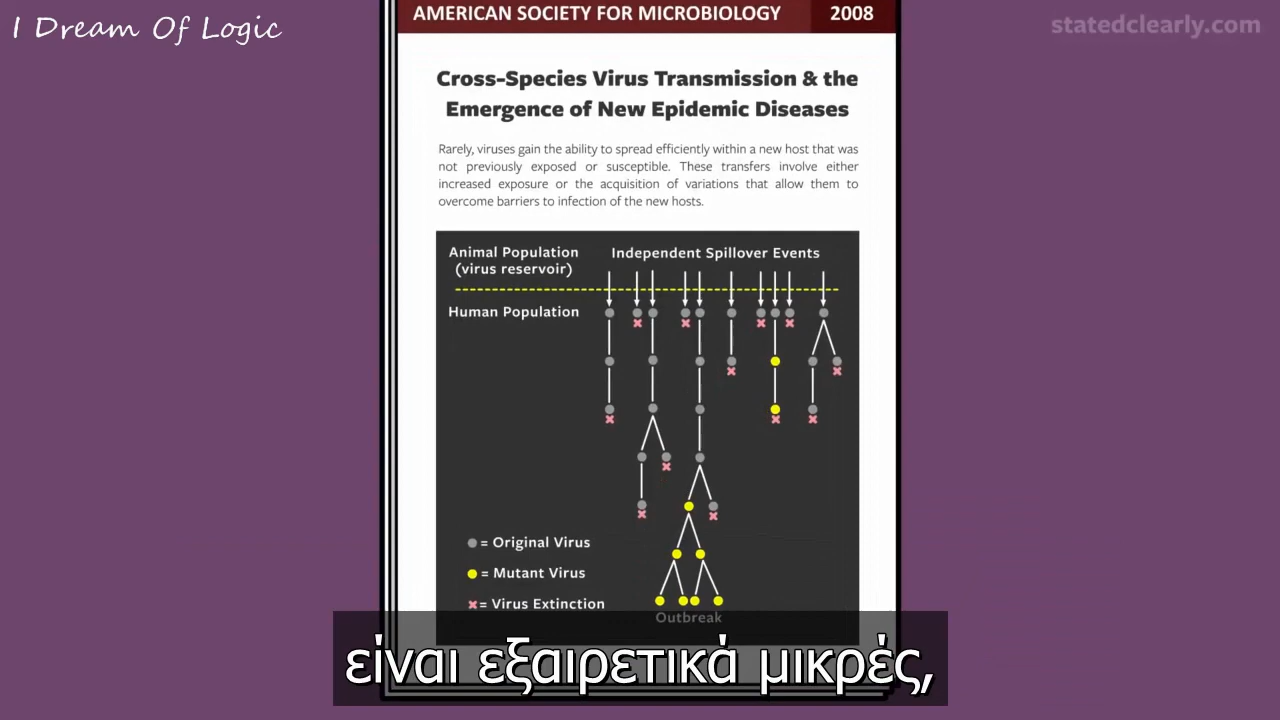 I Dream Of Logic
AMERICAN SOCIETY FOR MICROBIOLOGY 2008
statedclearly.com
Cross-Species Virus Transmission & the
Emergence of New Epidemic Diseases
Rarely, viruses gain the ability to spread efficiently within a new host that was
not previously exposed or susceptible. These transfers involve either
increased exposure or the acquisition of variations that allow them to
overcome barriers to infection of the new hosts.
Animal Population
(virus reservoir)
Independent Spillover Events
Human Population
= Original Virus
= Mutant Virus
= Virus Extinction
Outbreak
είναι εξαιρετικά μικρές,